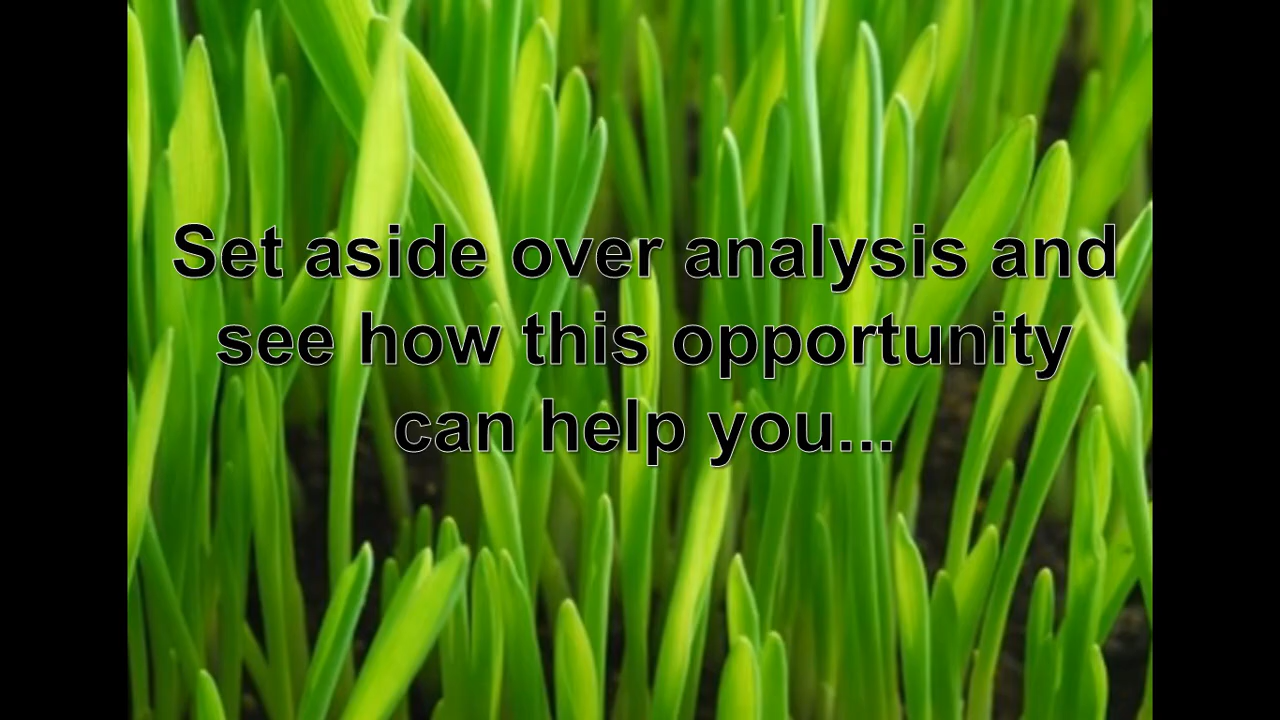 Set aside over analysis and
see how this opportunity
can help you...